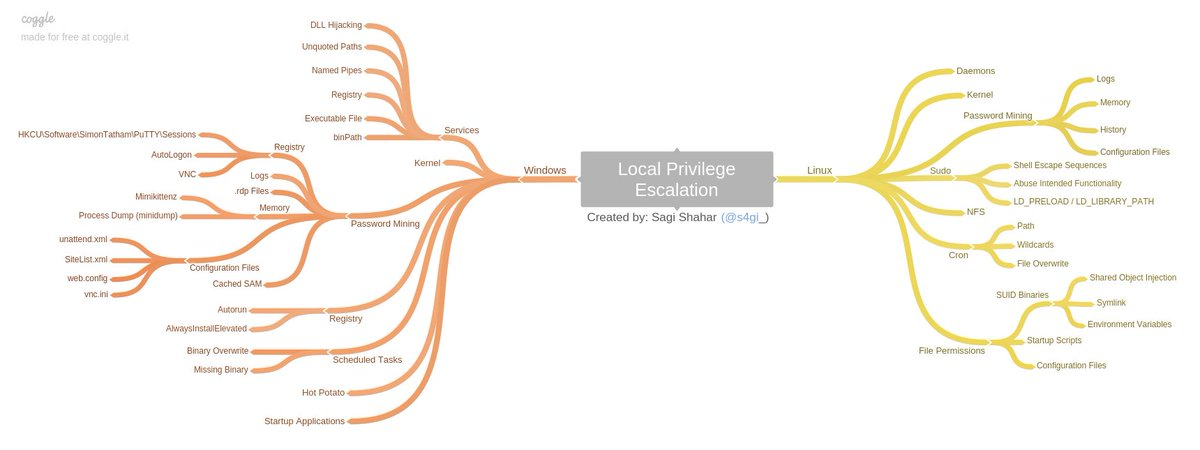 coggle
made for free at coggle.it
Local Privilege
Escalation
Created by: Sagi Shahar (@s4gi_)
Windows
Services
DLL Hijacking
Unquoted Paths
Named Pipes
Registry
Executable File
binPath
Kernel
Password Mining
Registry
HKCU\Software\SimonTatham\PuTTY\Sessions
AutoLogon
VNC
Logs
.rdp Files
Memory
Mimikittenz
Process Dump (minidump)
Configuration Files
unattend.xml
SiteList.xml
web.config
vnc.ini
Cached SAM
Registry
Autorun
AlwaysInstallElevated
Scheduled Tasks
Binary Overwrite
Missing Binary
Hot Potato
Startup Applications
Linux
Daemons
Kernel
Password Mining
Logs
Memory
History
Configuration Files
Sudo
Shell Escape Sequences
Abuse Intended Functionality
LD_PRELOAD / LD_LIBRARY_PATH
NFS
Cron
Path
Wildcards
File Overwrite
File Permissions
SUID Binaries
Shared Object Injection
Symlink
Environment Variables
Startup Scripts
Configuration Files